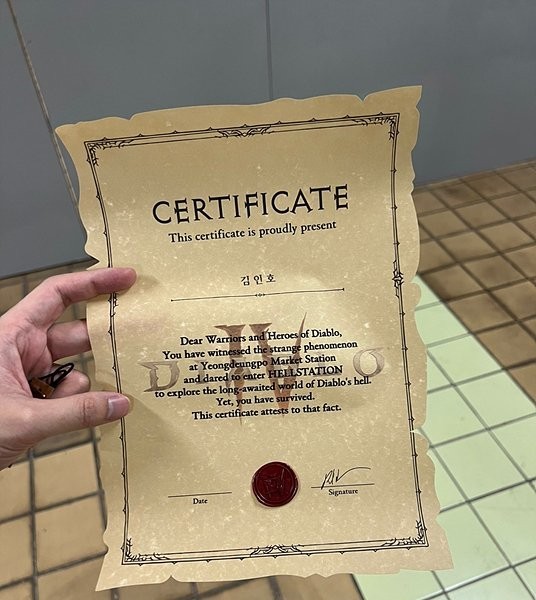 CERTIFICATE
This certificate is proudly present
김인호
DIABLO
IV
Dear Warriors and Heroes of Diablo,
You have witnessed the strange phenomenon
at Yeongdeungpo Market Station
and dared to enter HELLSTATION
to explore the long-awaited world of Diablo's hell.
Yet, you have survived.
This certificate attests to that fact.
Date
Signature